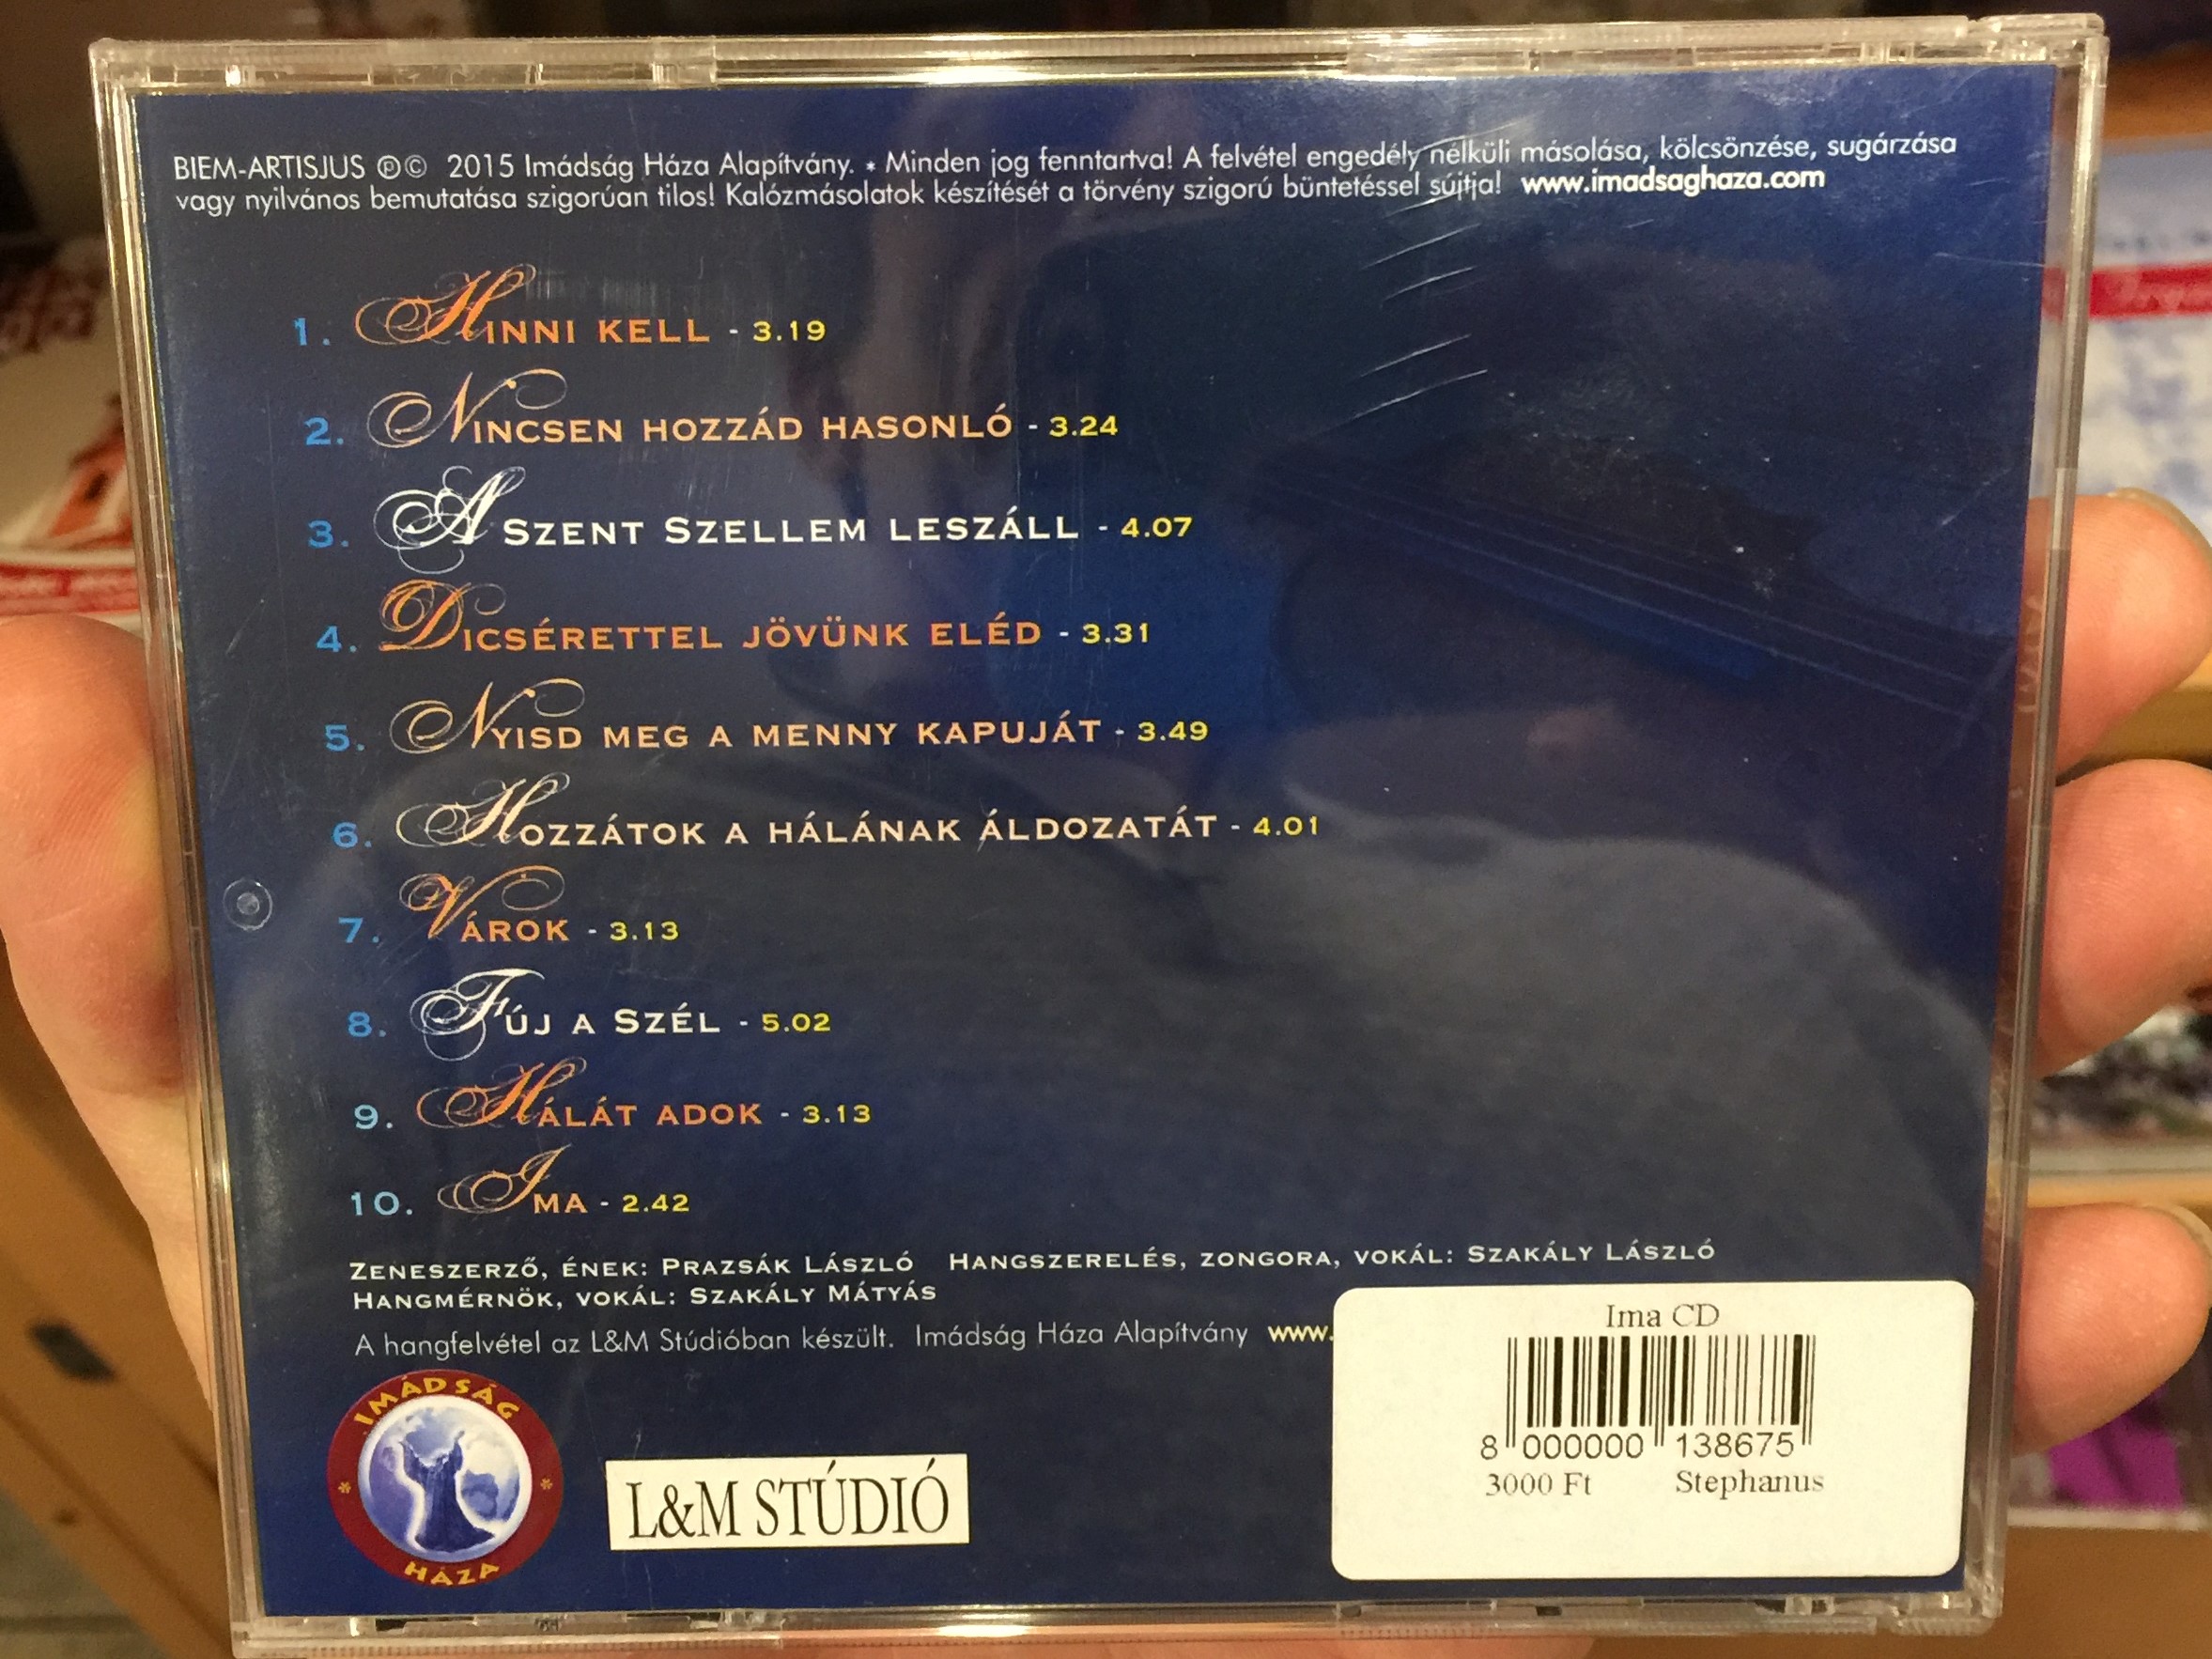 BIEM-ARTISJUS ℗© 2015 Imádság Háza Alapítvány. * Minden jog fenntartva! A felvétel engedély nélküli másolása, kölcsönzése, sugárzása
vagy nyilvános bemutatása szigorúan tilos! Kalózmásolatok készítését a törvény szigorú büntetéssel sújtja! www.imadsaghaza.com
1. HINNI KELL - 3.19
2. NINCSEN HOZZÁD HASONLÓ - 3.24
3. A SZENT SZELLEM LESZÁLL - 4.07
4. DICSÉRETTEL JÖVÜNK ELÉD - 3.31
5. NYISD MEG A MENNY KAPUJÁT - 3.49
6. HOZZÁTOK A HÁLÁNAK ÁLDOZATÁT - 4.01
7. VÁROK - 3.13
8. FÚJ A SZÉL - 5.02
9. HÁLÁT ADOK - 3.13
10. IMA - 2.42
ZENESZERZŐ, ÉNEK: PRAZSÁK LÁSZLÓ HANGSZERELÉS, ZONGORA, VOKÁL: SZAKÁLY LÁSZLÓ
HANGMÉRNÖK, VOKÁL: SZAKÁLY MÁTYÁS
A hangfelvétel az L&M Stúdióban készült. Imádság Háza Alapítvány www.
IMÁDSÁG
HÁZA
L&M STÚDIÓ
Ima CD
8 000000 138675
3000 Ft Stephanus